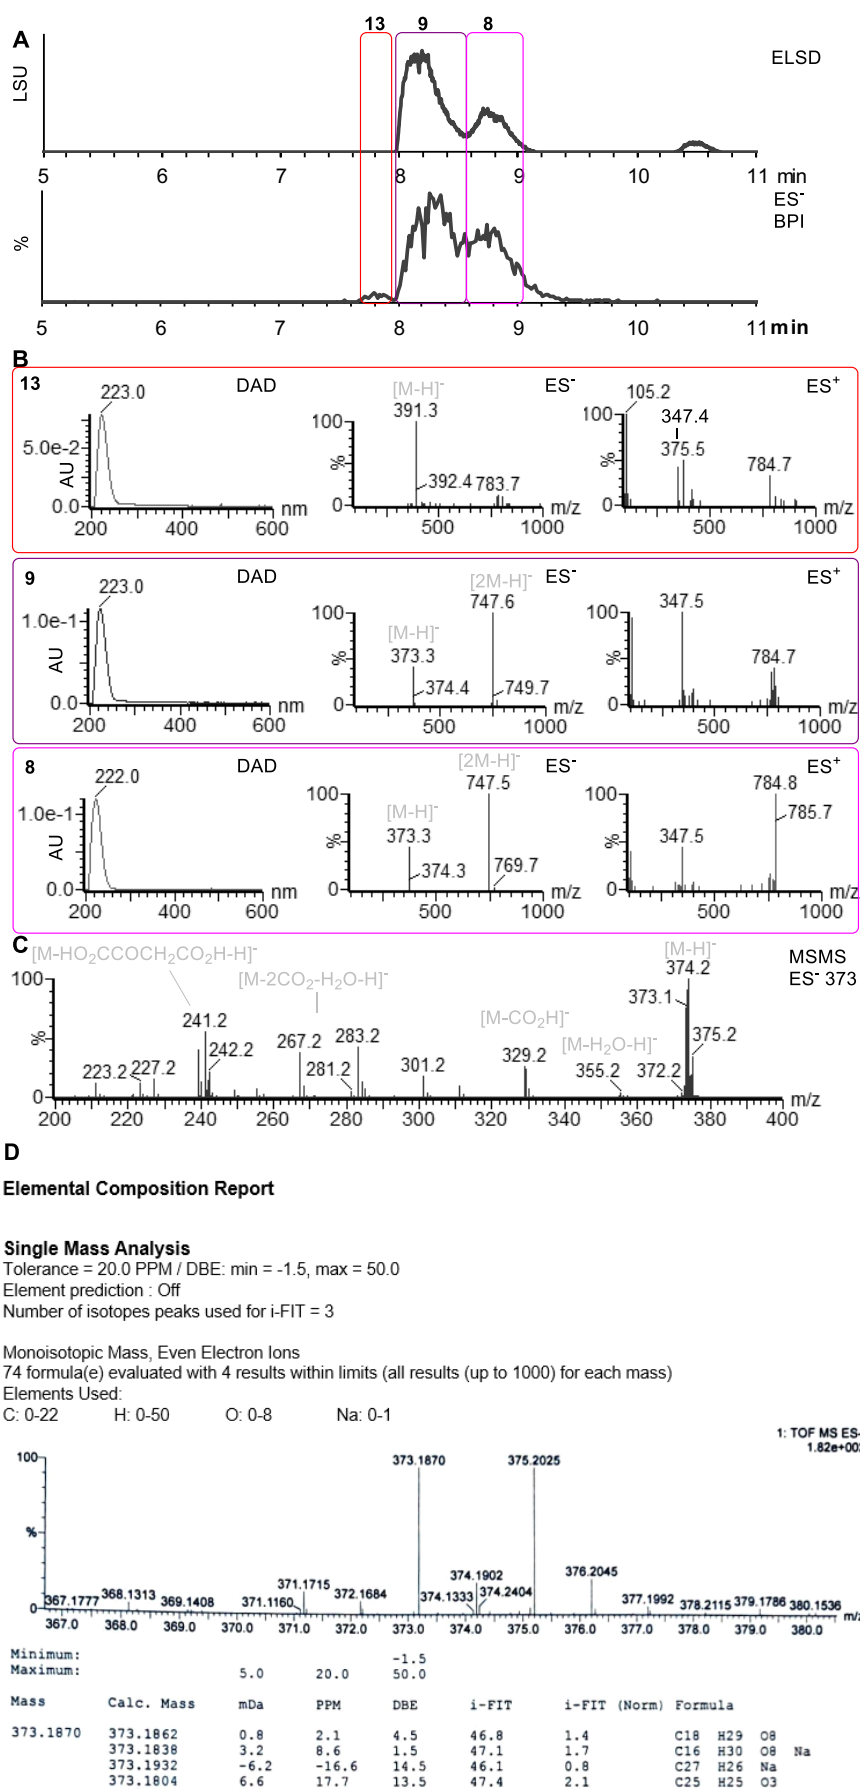 13 9 8
A
ELSD
LSU
5 6 7 8 9 10 11 min
ES-
BPI
%
5 6 7 8 9 10 11 min
B
13 DAD ES- ES+
223.0
5.0e-2
0.0
AU
200 400 600 nm
[M-H]-
391.3
392.4 783.7
100
%
0
500 1000 m/z
105.2
347.4
375.5
784.7
100
%
0
500 1000 m/z
9 DAD ES- ES+
223.0
1.0e-1
0.0
AU
200 400 600 nm
[2M-H]-
747.6
[M-H]-
373.3
374.4 749.7
100
%
0
500 1000 m/z
347.5
784.7
100
%
0
500 1000 m/z
8 DAD ES- ES+
222.0
1.0e-1
0.0
AU
200 400 600 nm
[2M-H]-
747.5
[M-H]-
373.3
374.3 769.7
100
%
0
500 1000 m/z
784.8
785.7
347.5
100
%
0
500 1000 m/z
C
[M-HO2CCOCH2CO2H-H]-
[M-2CO2-H2O-H]-
[M-CO2H]-
[M-H2O-H]-
[M-H]-
MSMS
ES- 373
100
%
0
223.2 227.2 241.2 242.2 267.2 281.2 283.2 301.2 329.2 355.2 372.2 373.1 374.2 375.2
200 220 240 260 280 300 320 340 360 380 400 m/z
D
Elemental Composition Report
Single Mass Analysis
Tolerance = 20.0 PPM / DBE: min = -1.5, max = 50.0
Element prediction : Off
Number of isotopes peaks used for i-FIT = 3
Monoisotopic Mass, Even Electron Ions
74 formula(e) evaluated with 4 results within limits (all results (up to 1000) for each mass)
Elements Used:
C: 0-22 H: 0-50 O: 0-8 Na: 0-1
1: TOF MS ES-
1.82e+00
100
%
0
367.1777 368.1313 369.1408 371.1160 371.1715 372.1684 373.1870 374.1333 374.1902 374.2404 375.2025 376.2045 377.1992 378.2115 379.1786 380.1536
367.0 368.0 369.0 370.0 371.0 372.0 373.0 374.0 375.0 376.0 377.0 378.0 379.0 380.0 m/z
Minimum: -1.5
Maximum: 5.0 20.0 50.0
Mass Calc. Mass mDa PPM DBE i-FIT i-FIT (Norm) Formula
373.1870 373.1862 0.8 2.1 4.5 46.8 1.4 C18 H29 O8
373.1838 3.2 8.6 1.5 47.1 1.7 C16 H30 O8 Na
373.1932 -6.2 -16.6 14.5 46.1 0.8 C27 H26 Na
373.1804 6.6 17.7 13.5 47.4 2.1 C25 H25 O3